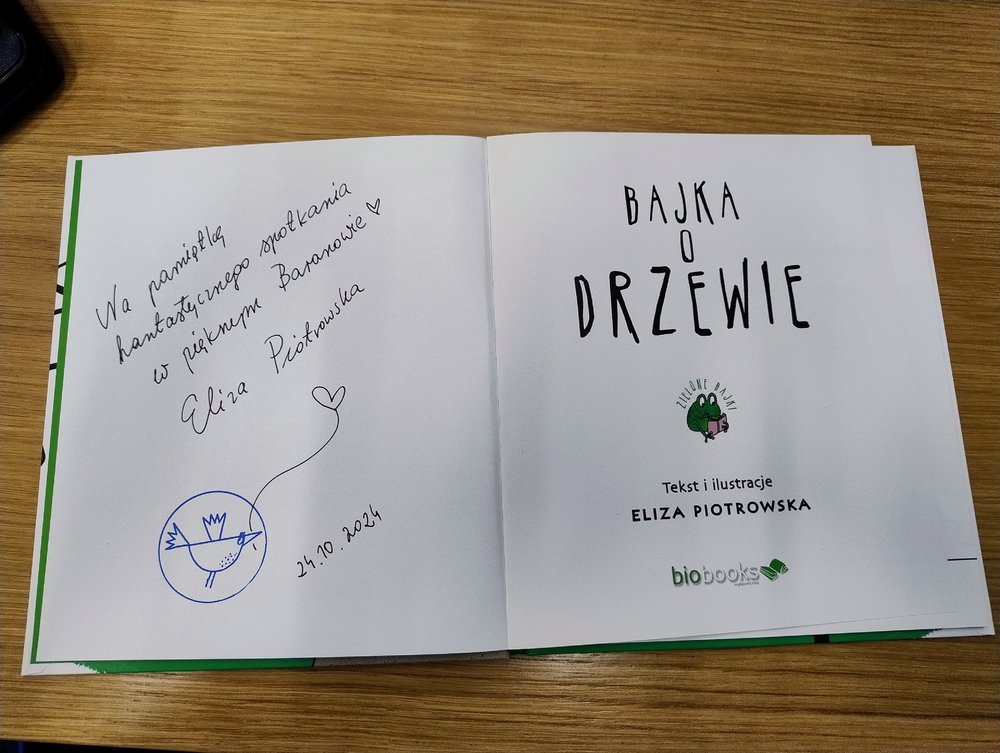 Na pamiątkę
fantastycznego spotkania
w pięknym Baranowie
Eliza Piotrowska
24.10.2024
BAJKA
O
DRZEWIE
ZIELONE BAJKI
Tekst i ilustracje
ELIZA PIOTROWSKA
biobooks